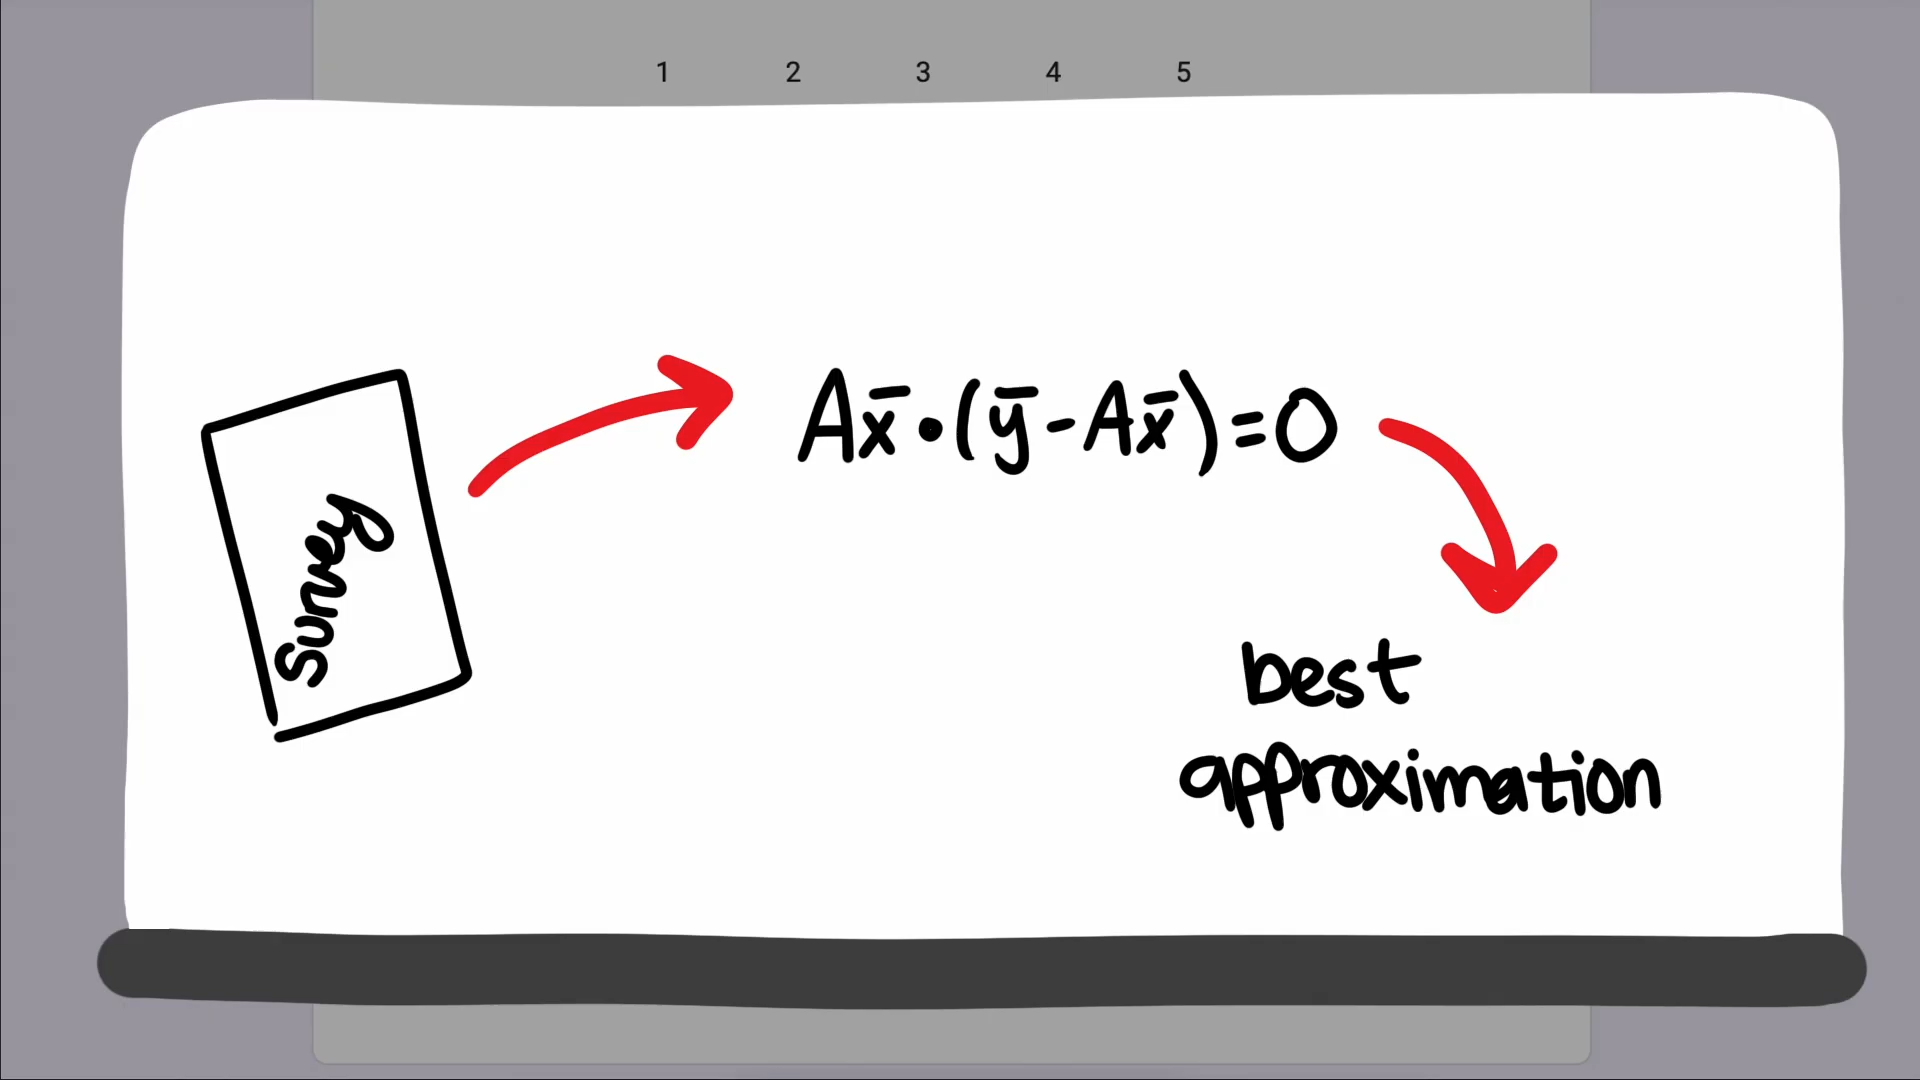 1 2 3 4 5
Survey
Ax̄•(ȳ-Ax̄)=0
best
approximation